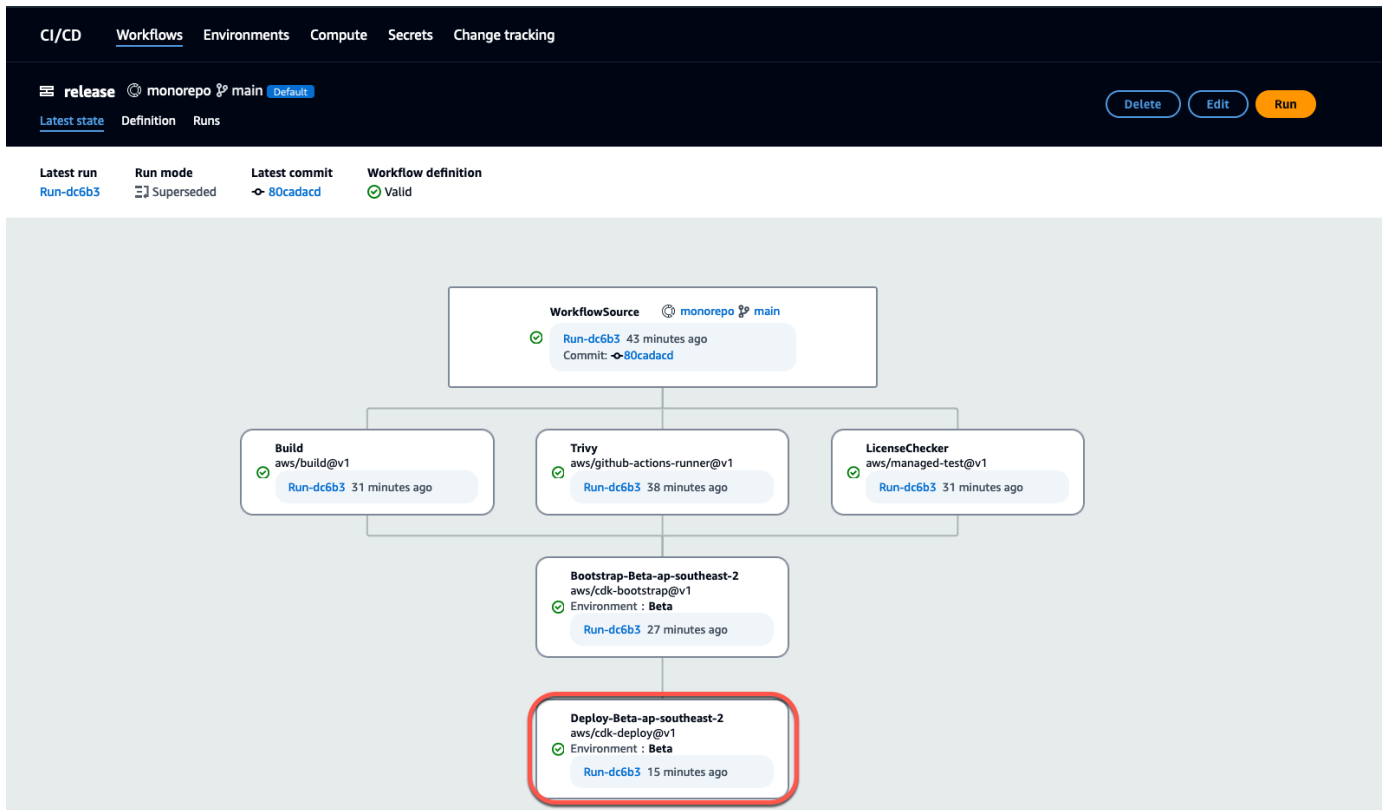 CI/CD Workflows Environments Compute Secrets Change tracking
release monorepo main Default
Delete Edit Run
Latest state Definition Runs
Latest run Run mode Latest commit Workflow definition
Run-dc6b3 Superseded 80cadacd Valid
WorkflowSource monorepo main
Run-dc6b3 43 minutes ago
Commit: 80cadacd
Build
aws/build@v1
Run-dc6b3 31 minutes ago
Trivy
aws/github-actions-runner@v1
Run-dc6b3 38 minutes ago
LicenseChecker
aws/managed-test@v1
Run-dc6b3 31 minutes ago
Bootstrap-Beta-ap-southeast-2
aws/cdk-bootstrap@v1
Environment : Beta
Run-dc6b3 27 minutes ago
Deploy-Beta-ap-southeast-2
aws/cdk-deploy@v1
Environment : Beta
Run-dc6b3 15 minutes ago